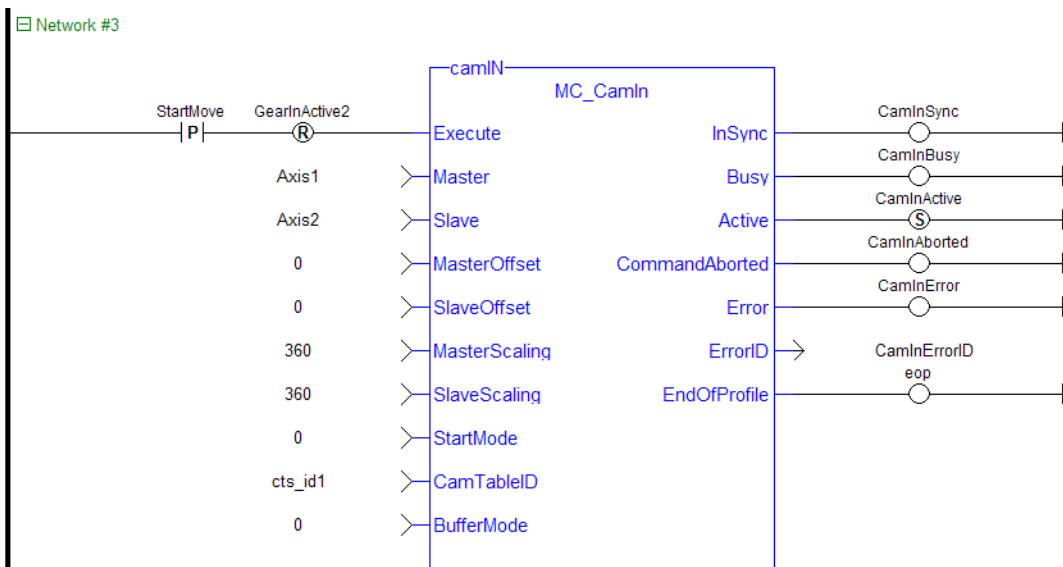 Network #3
camIN
MC_CamIn
StartMove GearInActive2 CamInSync
P R Execute InSync
CamInBusy
Axis1 Master Busy
CamInActive
Axis2 Slave Active S
CamInAborted
0 MasterOffset CommandAborted
CamInError
0 SlaveOffset Error
360 MasterScaling ErrorID CamInErrorID
eop
360 SlaveScaling EndOfProfile
0 StartMode
cts_id1 CamTableID
0 BufferMode